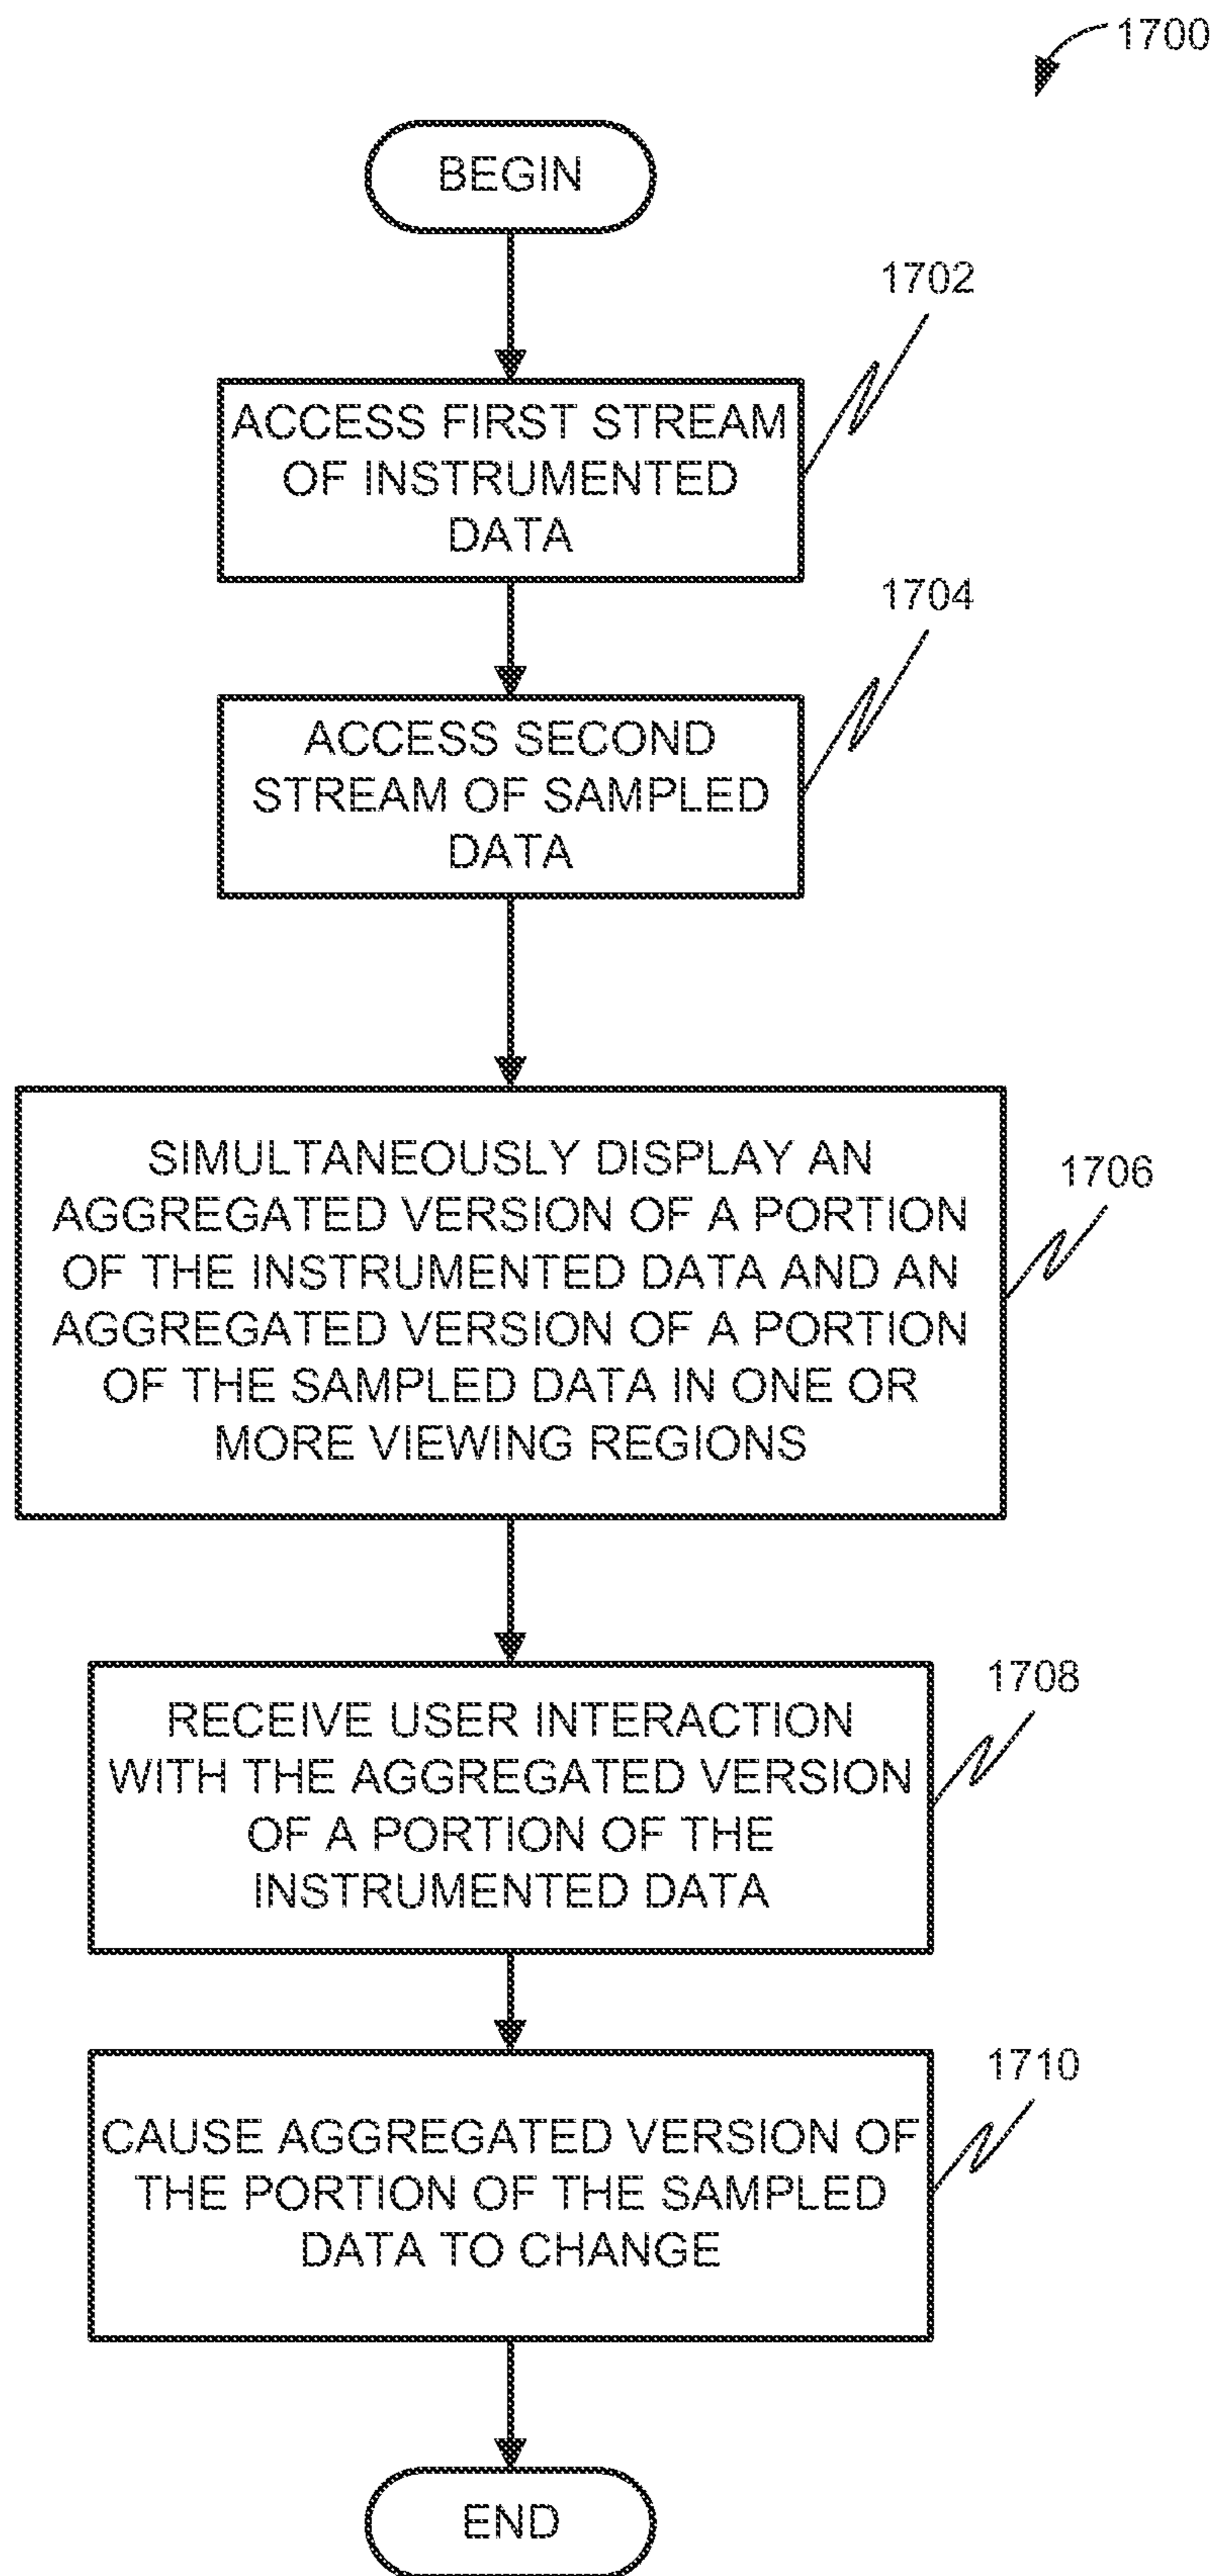 1700
BEGIN
1702
ACCESS FIRST STREAM
OF INSTRUMENTED
DATA
1704
ACCESS SECOND
STREAM OF SAMPLED
DATA
SIMULTANEOUSLY DISPLAY AN
AGGREGATED VERSION OF A PORTION
OF THE INSTRUMENTED DATA AND AN
AGGREGATED VERSION OF A PORTION
OF THE SAMPLED DATA IN ONE OR
MORE VIEWING REGIONS
1706
1708
RECEIVE USER INTERACTION
WITH THE AGGREGATED VERSION
OF A PORTION OF THE
INSTRUMENTED DATA
1710
CAUSE AGGREGATED VERSION OF
THE PORTION OF THE SAMPLED
DATA TO CHANGE
END